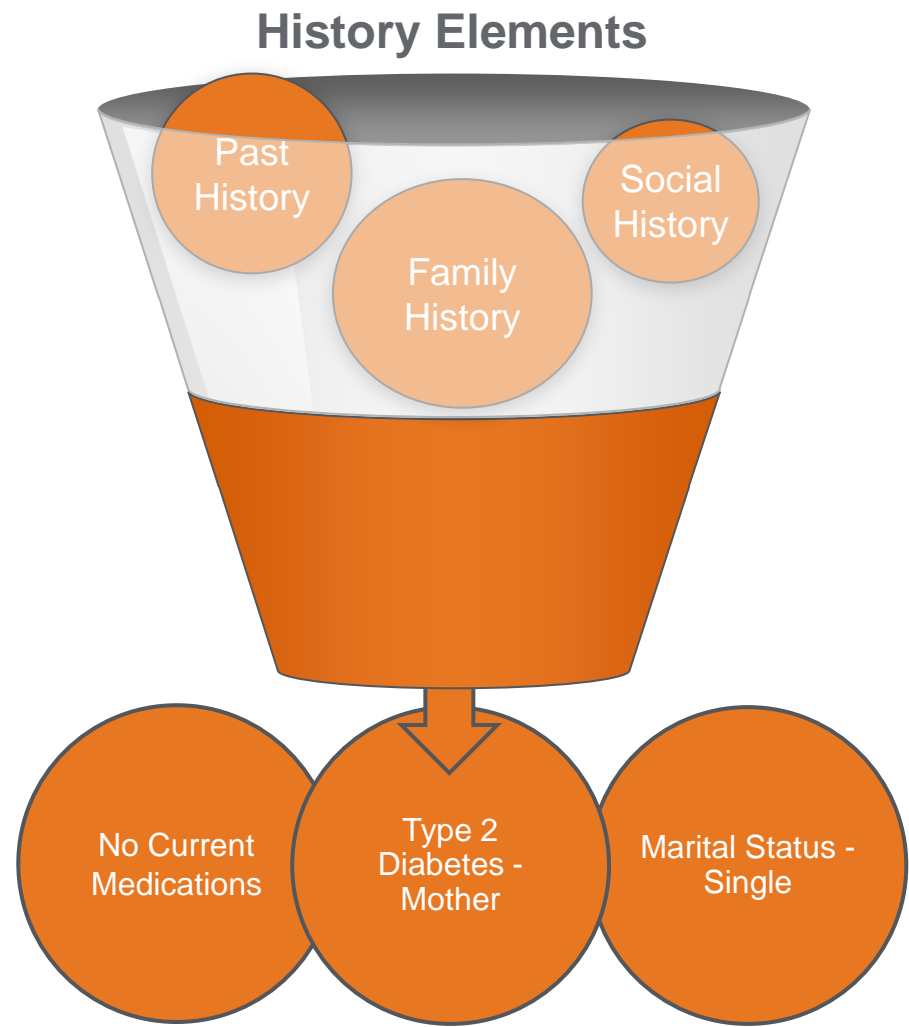 History Elements
Past
History
Social
History
Family
History
No Current
Medications
Type 2
Diabetes -
Mother
Marital Status -
Single